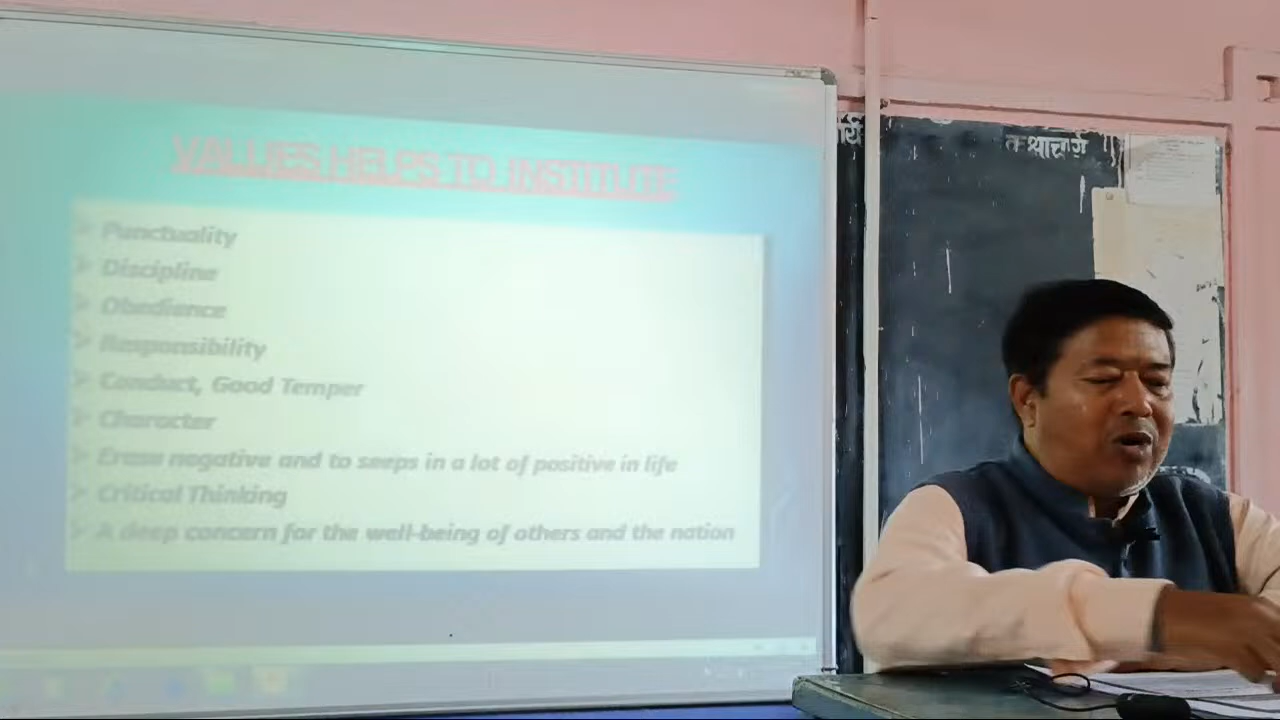 VALUES HELPS TO INSTITUTE
Punctuality
Discipline
Obedience
Responsibility
Conduct, Good Temper
Character
Erase negative and to seeps in a lot of positive in life
Critical Thinking
A deep concern for the well-being of others and the nation